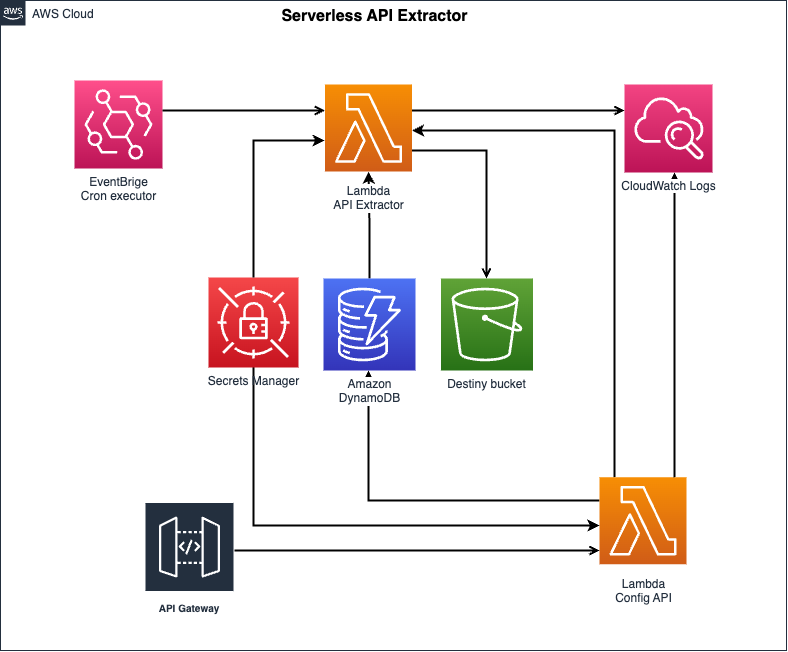 aws
AWS Cloud
Serverless API Extractor
EventBrige
Cron executor
Lambda
API Extractor
CloudWatch Logs
Secrets Manager
Amazon
DynamoDB
Destiny bucket
</>
API Gateway
Lambda
Config API